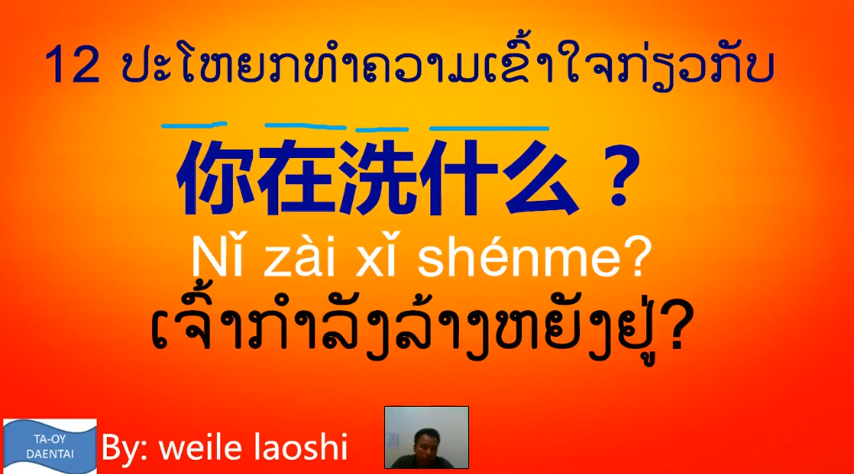 12 ປະໂຫຍກທຳຄວາມເຂົ້າໃຈກ່ຽວກັບ
你在洗什么？
Nǐ zài xǐ shénme?
ເຈົ້າກຳລັງລ້າງຫຍັງຢູ່?
TA-OY
DAENTAI
By: weile laoshi